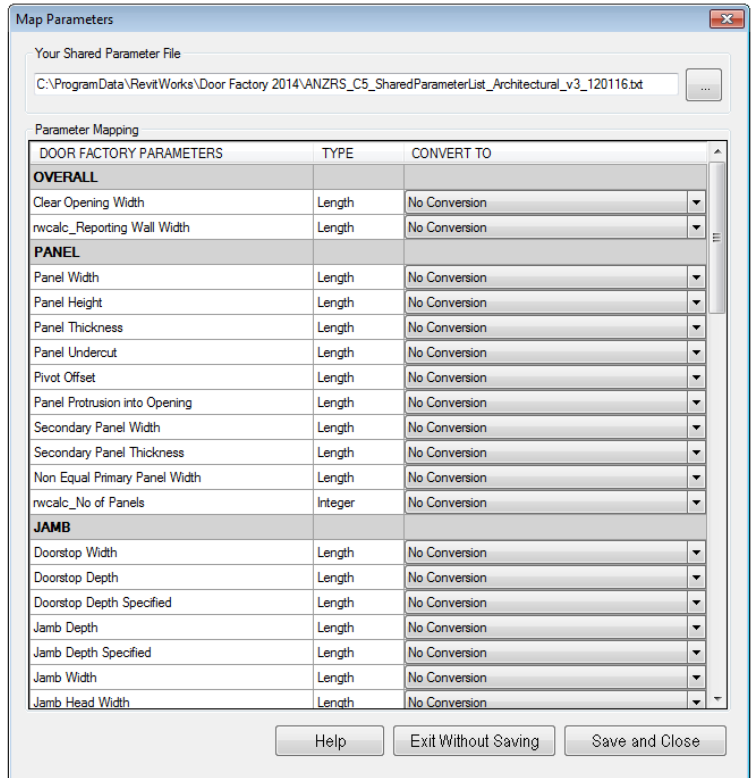 Map Parameters
Your Shared Parameter File
C:\ProgramData\RevitWorks\Door Factory 2014\ANZRS_C5_SharedParameterList_Architectural_v3_120116.txt
...
Parameter Mapping
DOOR FACTORY PARAMETERS TYPE CONVERT TO
OVERALL
Clear Opening Width Length No Conversion
rwcalc_Reporting Wall Width Length No Conversion
PANEL
Panel Width Length No Conversion
Panel Height Length No Conversion
Panel Thickness Length No Conversion
Panel Undercut Length No Conversion
Pivot Offset Length No Conversion
Panel Protrusion into Opening Length No Conversion
Secondary Panel Width Length No Conversion
Secondary Panel Thickness Length No Conversion
Non Equal Primary Panel Width Length No Conversion
rwcalc_No of Panels Integer No Conversion
JAMB
Doorstop Width Length No Conversion
Doorstop Depth Length No Conversion
Doorstop Depth Specified Length No Conversion
Jamb Depth Length No Conversion
Jamb Depth Specified Length No Conversion
Jamb Width Length No Conversion
Jamb Head Width Length No Conversion
Help Exit Without Saving Save and Close